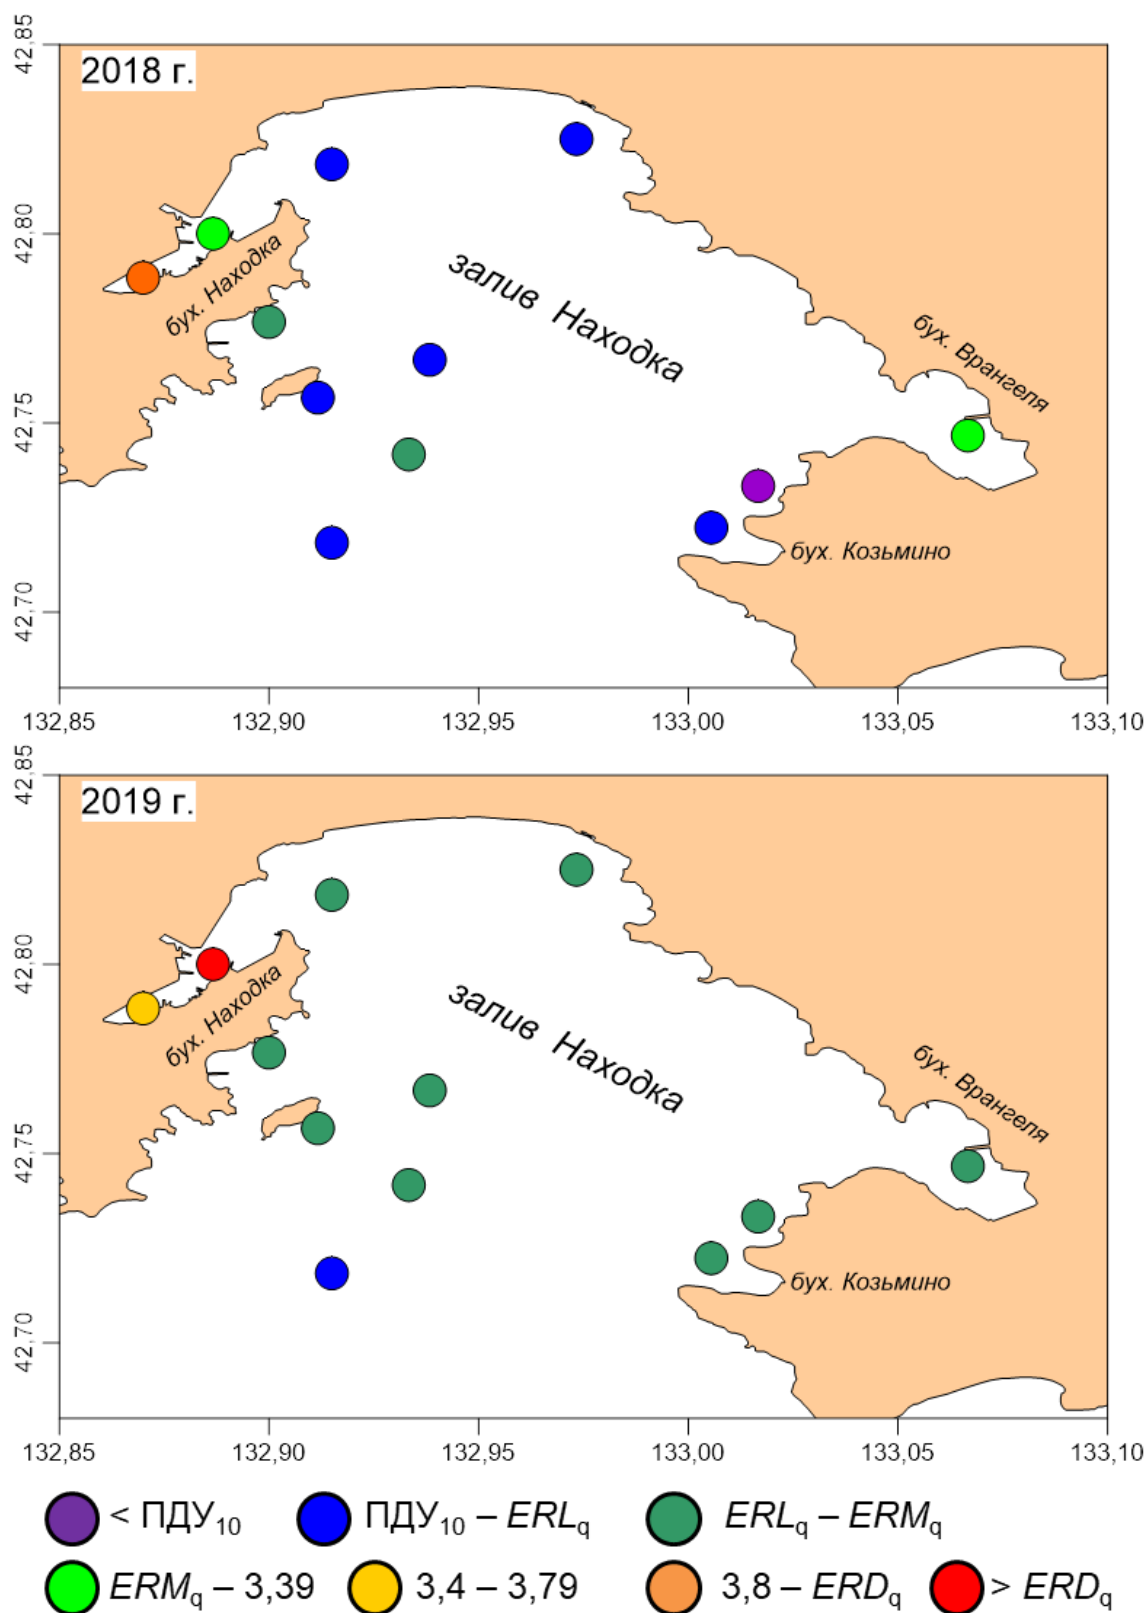 2018 г.
42,85
42,80
42,75
42,70
бух. Находка
залив Находка
бух. Врангеля
бух. Козьмино
132,85 132,90 132,95 133,00 133,05 133,10
2019 г.
42,85
42,80
42,75
42,70
бух. Находка
залив Находка
бух. Врангеля
бух. Козьмино
132,85 132,90 132,95 133,00 133,05 133,10
< ПДУ₁₀ ПДУ₁₀ – ERLq ERLq – ERMq
ERMq – 3,39 3,4 – 3,79 3,8 – ERDq > ERDq